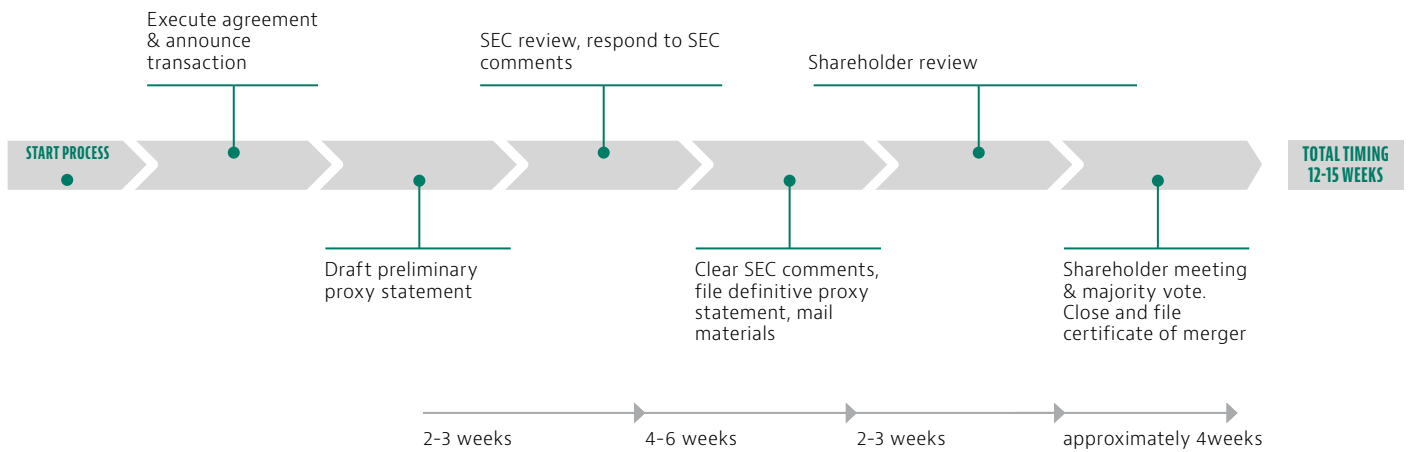 Execute agreement
& announce
transaction
SEC review, respond to SEC
comments
Shareholder review
START PROCESS
TOTAL TIMING
12-15 WEEKS
Draft preliminary
proxy statement
Clear SEC comments,
file definitive proxy
statement, mail
materials
Shareholder meeting
& majority vote.
Close and file
certificate of merger
2-3 weeks
4-6 weeks
2-3 weeks
approximately 4weeks